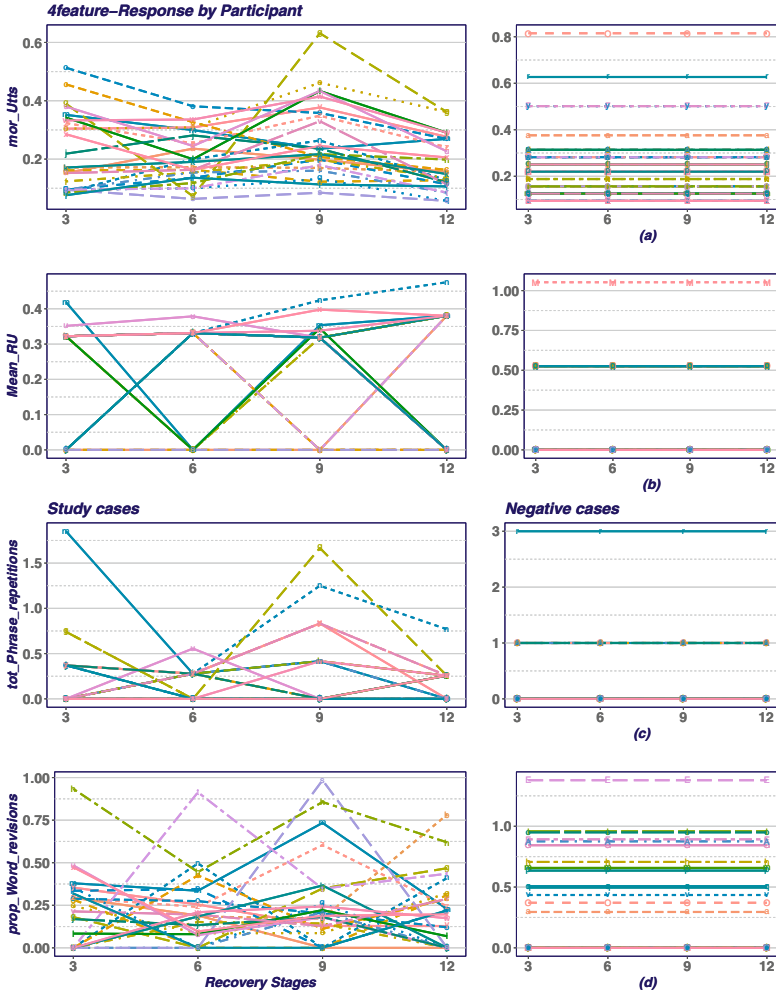 4feature–Response by Participant
mor_Utts
0.6
0.4
0.2
3 6 9 12
0.8
0.6
0.4
0.2
3 6 9 12
(a)
Mean_RU
0.4
0.3
0.2
0.1
0.0
3 6 9 12
1.00
0.75
0.50
0.25
0.00
3 6 9 12
(b)
Study cases
Negative cases
tot_Phrase_repetitions
1.5
1.0
0.5
0.0
3 6 9 12
3
2
1
0
3 6 9 12
(c)
prop_Word_revisions
1.00
0.75
0.50
0.25
0.00
3 6 9 12
Recovery Stages
1.0
0.5
0.0
3 6 9 12
(d)